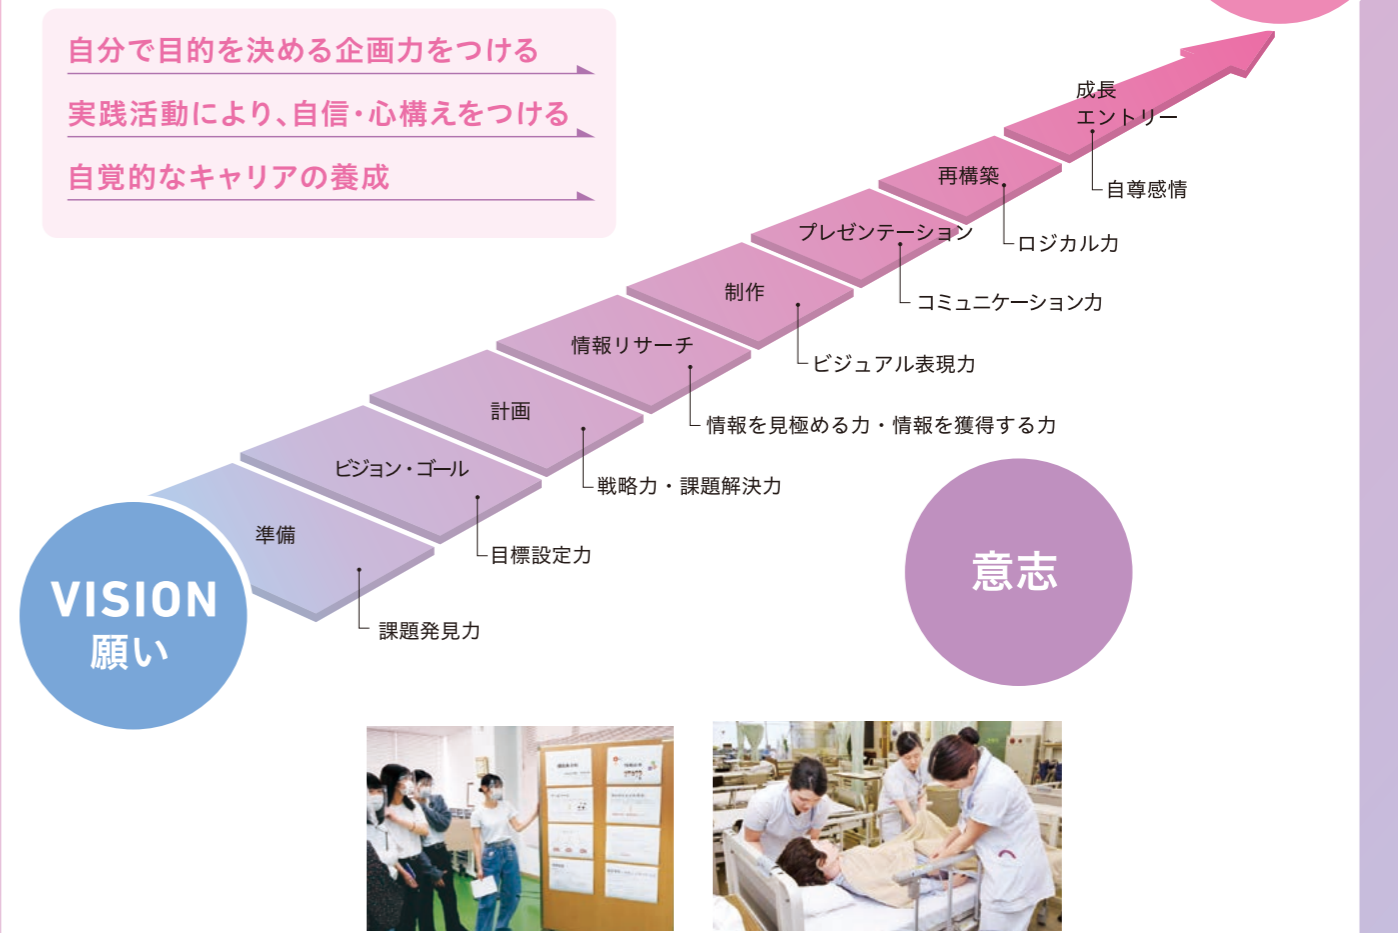 自分で目的を決める企画力をつける
実践活動により、自信・心構えをつける
自覚的なキャリアの養成
成長
エントリー
自尊感情
再構築
ロジカル力
プレゼンテーション
コミュニケーション力
制作
ビジュアル表現力
情報リサーチ
情報を見極める力・情報を獲得する力
計画
戦略力・課題解決力
ビジョン・ゴール
目標設定力
準備
課題発見力
VISION
願い
意志